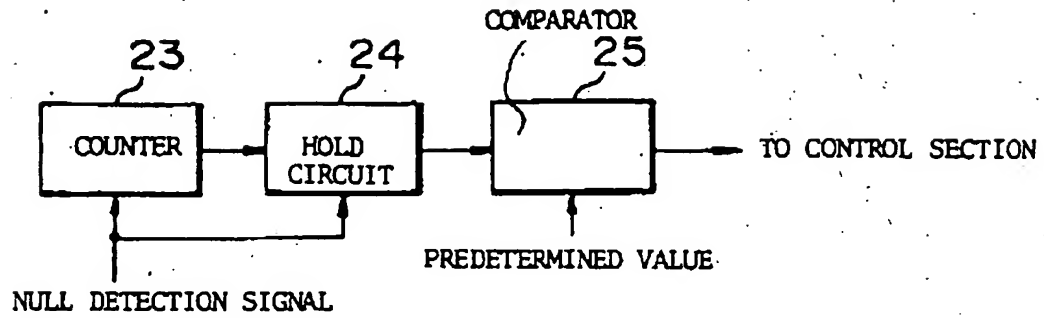 COMPARATOR
23
24
25
COUNTER
HOLD
CIRCUIT
TO CONTROL SECTION
PREDETERMINED VALUE
NULL DETECTION SIGNAL